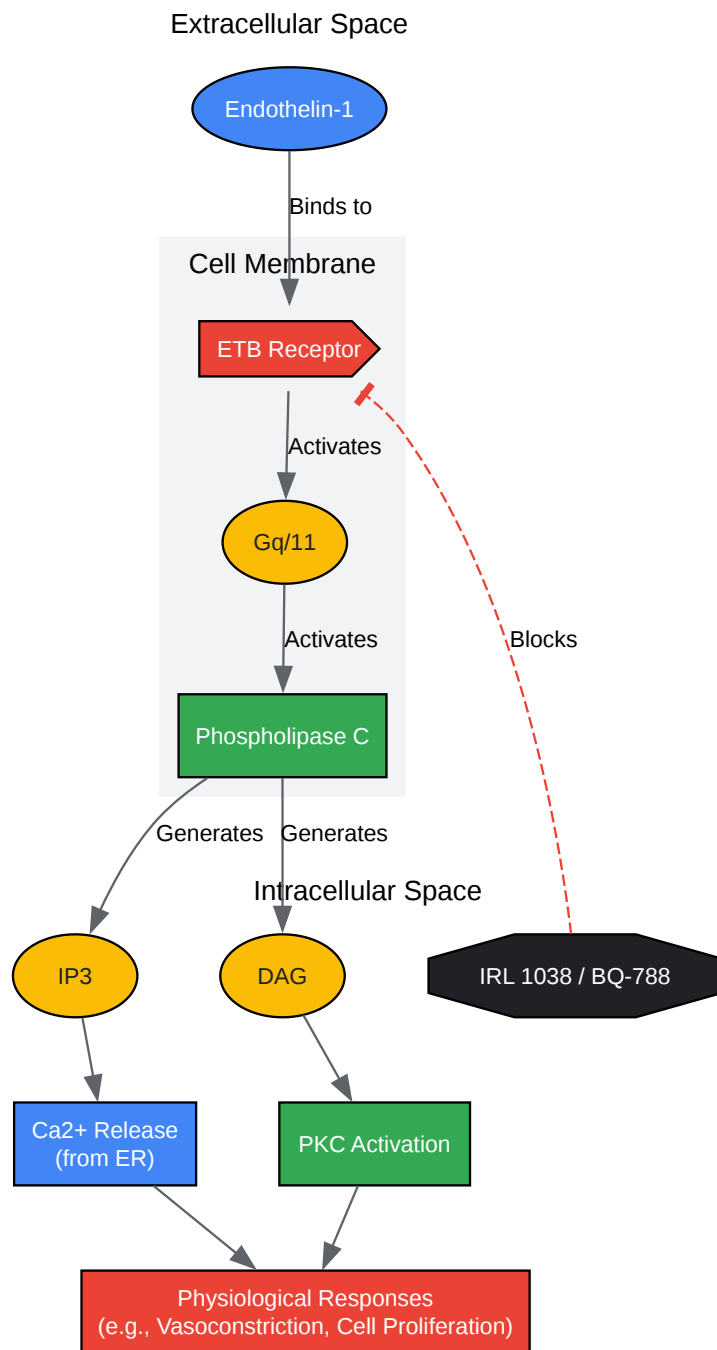 Extracellular Space
Endothelin-1
Binds to
Cell Membrane
ETB Receptor
Activates
Gq/11
Activates
Blocks
Phospholipase C
Generates
Generates
Intracellular Space
IP3
DAG
IRL 1038 / BQ-788
Ca2+ Release
(from ER)
PKC Activation
Physiological Responses
(e.g., Vasoconstriction, Cell Proliferation)